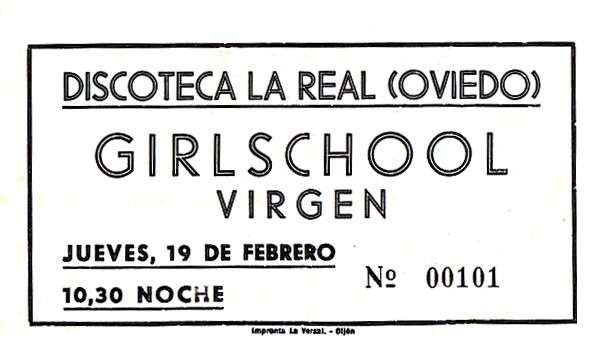 DISCOTECA LA REAL (OVIEDO)
GIRLSCHOOL
VIRGEN
JUEVES, 19 DE FEBRERO
10,30 NOCHE
Nº 00101
Imprenta La Versal. - Gijón